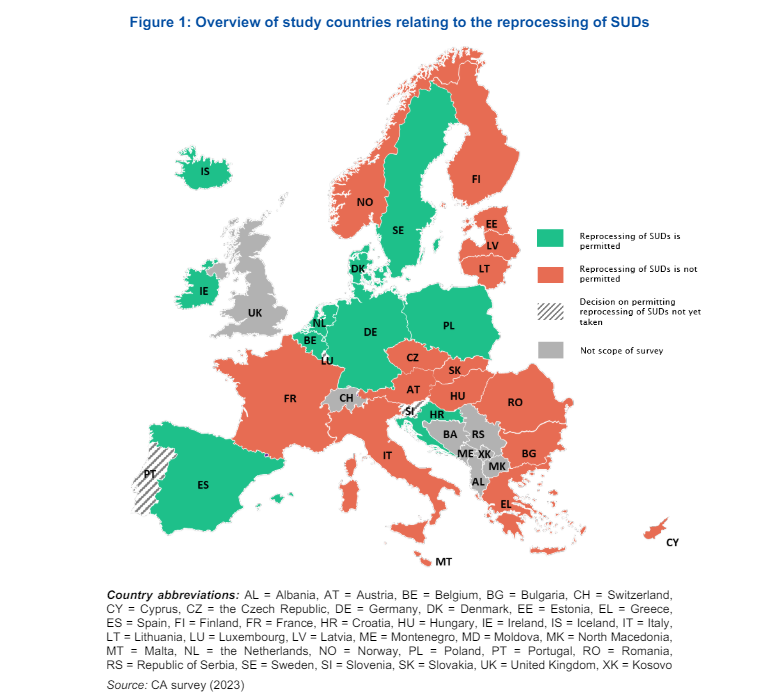 Figure 1: Overview of study countries relating to the reprocessing of SUDs
IS
FI
NO
SE
EE
LV
LT
DK
IE
UK
NL
BE
DE
PL
LU
CZ
SK
AT
HU
FR
CH
SI
HR
RO
BA
RS
ME
XK
BG
MK
IT
AL
PT
ES
EL
CY
MT
Reprocessing of SUDs is
permitted
Reprocessing of SUDs is not
permitted
Decision on permitting
reprocessing of SUDs not yet
taken
Not scope of survey
Country abbreviations: AL = Albania, AT = Austria, BE = Belgium, BG = Bulgaria, CH = Switzerland,
CY = Cyprus, CZ = the Czech Republic, DE = Germany, DK = Denmark, EE = Estonia, EL = Greece,
ES = Spain, FI = Finland, FR = France, HR = Croatia, HU = Hungary, IE = Ireland, IS = Iceland, IT = Italy,
LT = Lithuania, LU = Luxembourg, LV = Latvia, ME = Montenegro, MD = Moldova, MK = North Macedonia,
MT = Malta, NL = the Netherlands, NO = Norway, PL = Poland, PT = Portugal, RO = Romania,
RS = Republic of Serbia, SE = Sweden, SI = Slovenia, SK = Slovakia, UK = United Kingdom, XK = Kosovo
Source: CA survey (2023)